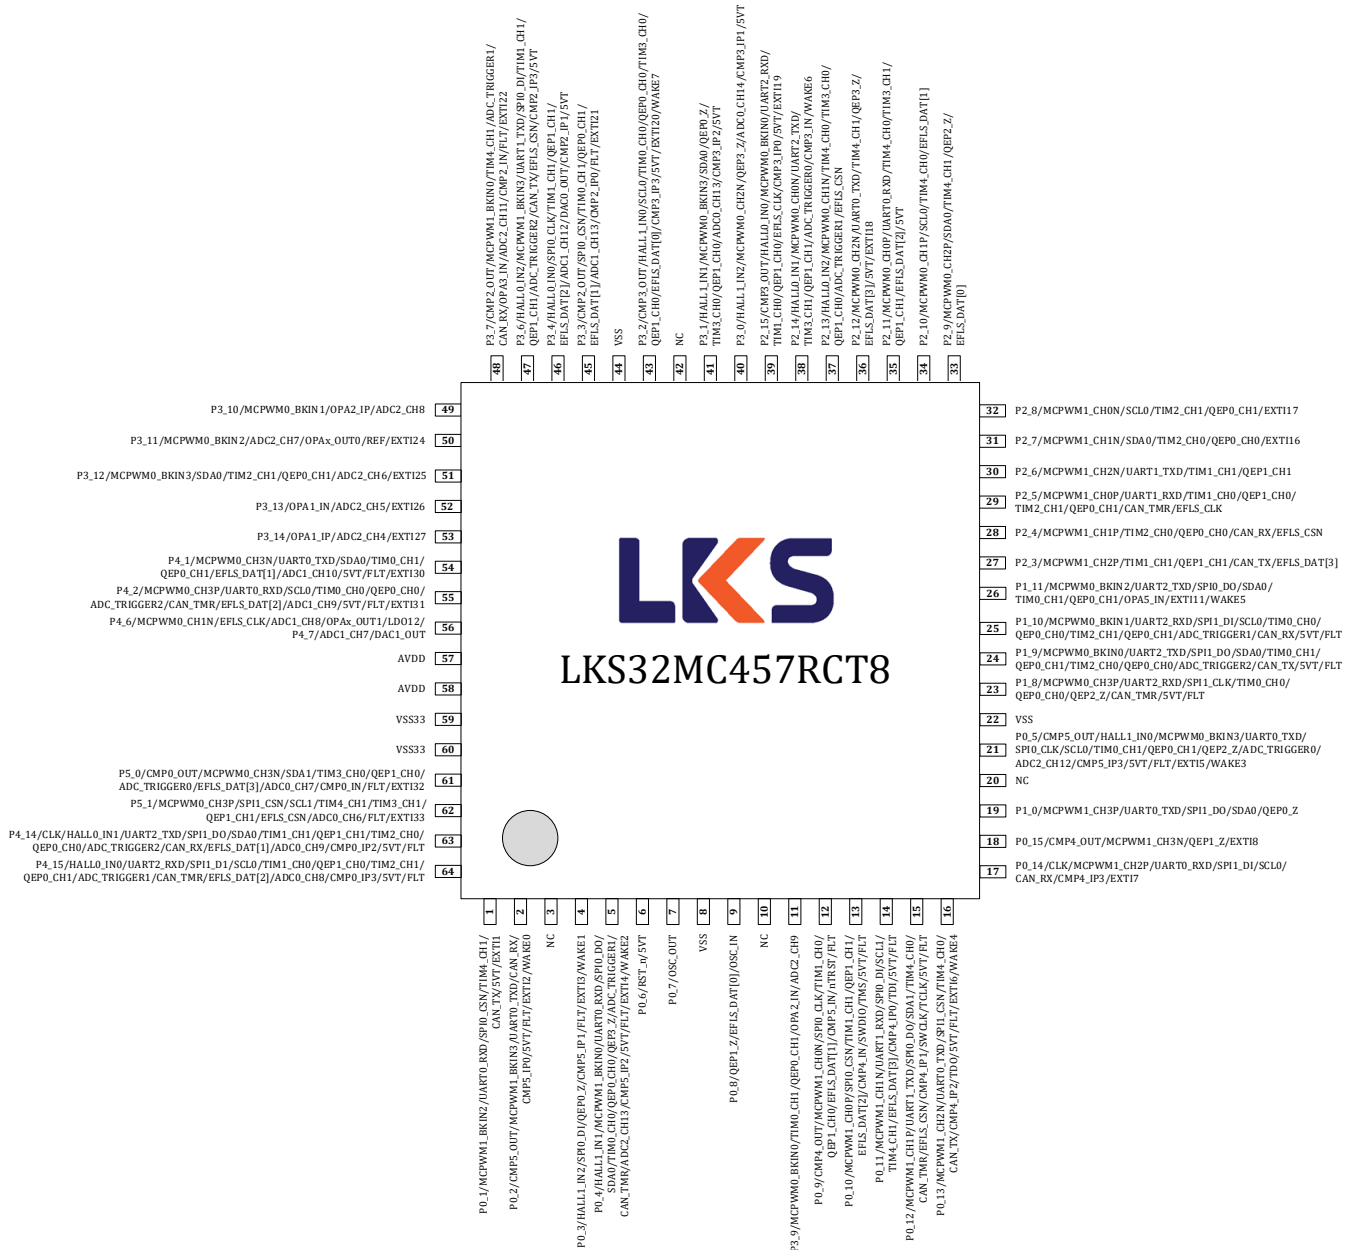 P3_7/CMP2_OUT/MCPWM1_BKIN0/TIM4_CH1/ADC_TRIGGER1/
CAN_RX/OPA3_IN/ADC2_CH11/CMP2_IN/FLT/EXTI22
P3_6/HALL0_IN2/MCPWM1_BKIN3/UART1_TXD/SPI0_DI/TIM1_CH1/
QEP1_CH1/ADC_TRIGGER2/CAN_TX/EFLS_CSN/CMP2_IP3/5VT
P3_4/HALL0_IN0/SPI0_CLK/TIM1_CH1/QEP1_CH1/
EFLS_DAT[2]/ADC1_CH12/DAC0_OUT/CMP2_IP1/5VT
P3_3/CMP2_OUT/SPI0_CSN/TIM0_CH1/QEP0_CH1/
EFLS_DAT[1]/ADC1_CH13/CMP2_IP0/FLT/EXTI21
VSS
P3_2/CMP3_OUT/HALL1_IN0/SCL0/TIM0_CH0/QEP0_CH0/TIM3_CH0/
QEP1_CH0/EFLS_DAT[0]/CMP3_IP3/5VT/EXTI20/WAKE7
NC
P3_1/HALL1_IN1/MCPWM0_BKIN3/SDA0/QEP0_Z/
TIM3_CH0/QEP1_CH0/ADC0_CH13/CMP3_IP2/5VT
P3_0/HALL1_IN2/MCPWM0_CH2N/QEP3_Z/ADC0_CH14/CMP3_IP1/5VT
P2_15/CMP3_OUT/HALL0_IN0/MCPWM0_BKIN0/UART2_RXD/
TIM1_CH0/QEP1_CH0/EFLS_CLK/CMP3_IP0/5VT/EXTI19
P2_14/HALL0_IN1/MCPWM0_CH0N/UART2_TXD/
TIM3_CH1/QEP1_CH1/ADC_TRIGGER0/CMP3_IN/WAKE6
P2_13/HALL0_IN2/MCPWM0_CH1N/TIM4_CH0/TIM3_CH0/
QEP1_CH0/ADC_TRIGGER1/EFLS_CSN
P2_12/MCPWM0_CH2N/UART0_TXD/TIM4_CH1/QEP3_Z/
EFLS_DAT[3]/5VT/EXTI18
P2_11/MCPWM0_CH0P/UART0_RXD/TIM4_CH0/TIM3_CH1/
QEP1_CH1/EFLS_DAT[2]/5VT
P2_10/MCPWM0_CH1P/SCL0/TIM4_CH0/EFLS_DAT[1]
P2_9/MCPWM0_CH2P/SDA0/TIM4_CH1/QEP2_Z/
EFLS_DAT[0]
48 47 46 45 44 43 42 41 40 39 38 37 36 35 34 33
P3_10/MCPWM0_BKIN1/OPA2_IP/ADC2_CH8 49
P3_11/MCPWM0_BKIN2/ADC2_CH7/OPAx_OUT0/REF/EXTI24 50
P3_12/MCPWM0_BKIN3/SDA0/TIM2_CH1/QEP0_CH1/ADC2_CH6/EXTI25 51
P3_13/OPA1_IN/ADC2_CH5/EXTI26 52
P3_14/OPA1_IP/ADC2_CH4/EXTI27 53
P4_1/MCPWM0_CH3N/UART0_TXD/SDA0/TIM0_CH1/
QEP0_CH1/EFLS_DAT[1]/ADC1_CH10/5VT/FLT/EXTI30 54
P4_2/MCPWM0_CH3P/UART0_RXD/SCL0/TIM0_CH0/QEP0_CH0/
ADC_TRIGGER2/CAN_TMR/EFLS_DAT[2]/ADC1_CH9/5VT/FLT/EXTI31 55
P4_6/MCPWM0_CH1N/EFLS_CLK/ADC1_CH8/OPAx_OUT1/LDO12/
P4_7/ADC1_CH7/DAC1_OUT 56
AVDD 57
AVDD 58
VSS33 59
VSS33 60
P5_0/CMP0_OUT/MCPWM0_CH3N/SDA1/TIM3_CH0/QEP1_CH0/
ADC_TRIGGER0/EFLS_DAT[3]/ADC0_CH7/CMP0_IN/FLT/EXTI32 61
P5_1/MCPWM0_CH3P/SPI1_CSN/SCL1/TIM4_CH1/TIM3_CH1/
QEP1_CH1/EFLS_CSN/ADC0_CH6/FLT/EXTI33 62
P4_14/CLK/HALL0_IN1/UART2_TXD/SPI1_DO/SDA0/TIM1_CH1/QEP1_CH1/TIM2_CH0/
QEP0_CH0/ADC_TRIGGER2/CAN_RX/EFLS_DAT[1]/ADC0_CH9/CMP0_IP2/5VT/FLT 63
P4_15/HALL0_IN0/UART2_RXD/SPI1_D1/SCL0/TIM1_CH0/QEP1_CH0/TIM2_CH1/
QEP0_CH1/ADC_TRIGGER1/CAN_TMR/EFLS_DAT[2]/ADC0_CH8/CMP0_IP3/5VT/FLT 64
LKS
LKS32MC457RCT8
32 P2_8/MCPWM1_CH0N/SCL0/TIM2_CH1/QEP0_CH1/EXTI17
31 P2_7/MCPWM1_CH1N/SDA0/TIM2_CH0/QEP0_CH0/EXTI16
30 P2_6/MCPWM1_CH2N/UART1_TXD/TIM1_CH1/QEP1_CH1
29 P2_5/MCPWM1_CH0P/UART1_RXD/TIM1_CH0/QEP1_CH0/
TIM2_CH1/QEP0_CH1/CAN_TMR/EFLS_CLK
28 P2_4/MCPWM1_CH1P/TIM2_CH0/QEP0_CH0/CAN_RX/EFLS_CSN
27 P2_3/MCPWM1_CH2P/TIM1_CH1/QEP1_CH1/CAN_TX/EFLS_DAT[3]
26 P1_11/MCPWM0_BKIN2/UART2_TXD/SPI0_DO/SDA0/
TIM0_CH1/QEP0_CH1/OPA5_IN/EXTI11/WAKE5
25 P1_10/MCPWM0_BKIN1/UART2_RXD/SPI1_DI/SCL0/TIM0_CH0/
QEP0_CH0/TIM2_CH1/QEP0_CH1/ADC_TRIGGER1/CAN_RX/5VT/FLT
24 P1_9/MCPWM0_BKIN0/UART2_TXD/SPI1_DO/SDA0/TIM0_CH1/
QEP0_CH1/TIM2_CH0/QEP0_CH0/ADC_TRIGGER2/CAN_TX/5VT/FLT
23 P1_8/MCPWM0_CH3P/UART2_RXD/SPI1_CLK/TIM0_CH0/
QEP0_CH0/QEP2_Z/CAN_TMR/5VT/FLT
22 VSS
P0_5/CMP5_OUT/HALL1_IN0/MCPWM0_BKIN3/UART0_TXD/
21 SPI0_CLK/SCL0/TIM0_CH1/QEP0_CH1/QEP2_Z/ADC_TRIGGER0/
ADC2_CH12/CMP5_IP3/5VT/FLT/EXTI5/WAKE3
20 NC
19 P1_0/MCPWM1_CH3P/UART0_TXD/SPI1_DO/SDA0/QEP0_Z
18 P0_15/CMP4_OUT/MCPWM1_CH3N/QEP1_Z/EXTI8
17 P0_14/CLK/MCPWM1_CH2P/UART0_RXD/SPI1_DI/SCL0/
CAN_RX/CMP4_IP3/EXTI7
1 2 3 4 5 6 7 8 9 10 11 12 13 14 15 16
P0_1/MCPWM1_BKIN2/UART0_RXD/SPI0_CSN/TIM4_CH1/
CAN_TX/5VT/EXTI1
P0_2/CMP5_OUT/MCPWM1_BKIN3/UART0_TXD/CAN_RX/
CMP5_IP0/5VT/FLT/EXTI2/WAKE0
NC
P0_3/HALL1_IN2/SPI0_DI/QEP0_Z/CMP5_IP1/FLT/EXTI3/WAKE1
P0_4/HALL1_IN1/MCPWM1_BKIN0/UART0_RXD/SPI0_DO/
SDA0/TIM0_CH0/QEP0_CH0/QEP3_Z/ADC_TRIGGER1/
CAN_TMR/ADC2_CH13/CMP5_IP2/5VT/FLT/EXTI4/WAKE2
P0_6/RST_n/5VT
P0_7/OSC_OUT
VSS
P0_8/QEP1_Z/EFLS_DAT[0]/OSC_IN
NC
P3_9/MCPWM0_BKIN0/TIM0_CH1/QEP0_CH1/OPA2_IN/ADC2_CH9
P0_9/CMP4_OUT/MCPWM1_CH0N/SPI0_CLK/TIM1_CH0/
QEP1_CH0/EFLS_DAT[1]/CMP5_IN/nTRST/FLT
P0_10/MCPWM1_CH0P/SPI0_CSN/TIM1_CH1/QEP1_CH1/
EFLS_DAT[2]/CMP4_IN/SWDIO/TMS/5VT/FLT
P0_11/MCPWM1_CH1N/UART1_RXD/SPI0_DI/SCL1/
TIM4_CH1/EFLS_DAT[3]/CMP4_IP0/TDI/5VT/FLT
P0_12/MCPWM1_CH1P/UART1_TXD/SPI0_DO/SDA1/TIM4_CH0/
CAN_TMR/EFLS_CSN/CMP4_IP1/SWCLK/TCLK/5VT/FLT
P0_13/MCPWM1_CH2N/UART0_TXD/SPI1_CSN/TIM4_CH0/
CAN_TX/CMP4_IP2/TDO/5VT/FLT/EXTI6/WAKE4